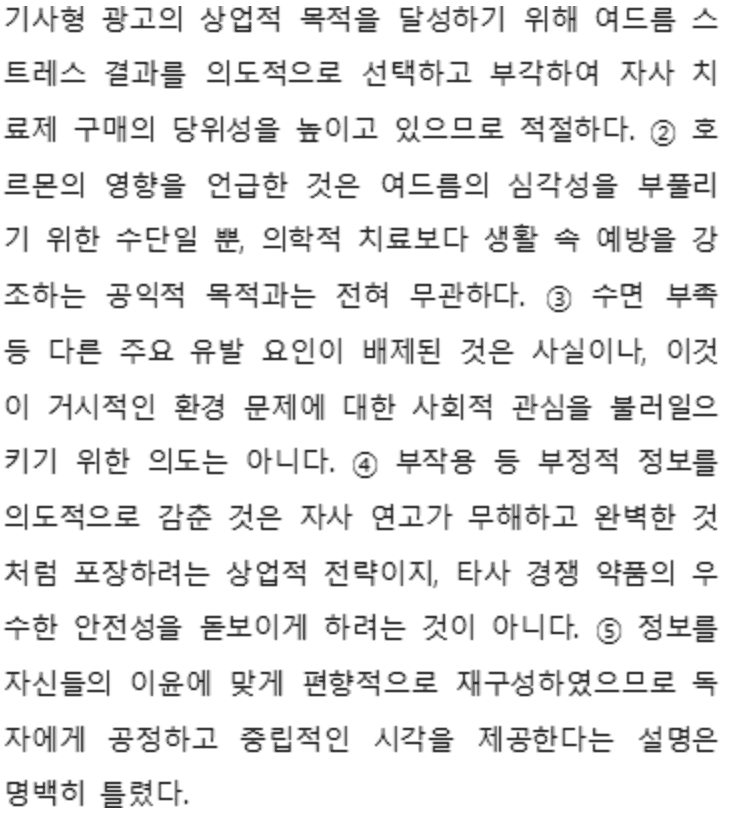 기사형 광고의 상업적 목적을 달성하기 위해 여드름 스
트레스 결과를 의도적으로 선택하고 부각하여 자사 치
료제 구매의 당위성을 높이고 있으므로 적절하다. ② 호
르몬의 영향을 언급한 것은 여드름의 심각성을 부풀리
기 위한 수단일 뿐, 의학적 치료보다 생활 속 예방을 강
조하는 공익적 목적과는 전혀 무관하다. ③ 수면 부족
등 다른 주요 유발 요인이 배제된 것은 사실이나, 이것
이 거시적인 환경 문제에 대한 사회적 관심을 불러일으
키기 위한 의도는 아니다. ④ 부작용 등 부정적 정보를
의도적으로 감춘 것은 자사 연고가 무해하고 완벽한 것
처럼 포장하려는 상업적 전략이지, 타사 경쟁 약품의 우
수한 안전성을 돋보이게 하려는 것이 아니다. ⑤ 정보를
자신들의 이윤에 맞게 편향적으로 재구성하였으므로 독
자에게 공정하고 중립적인 시각을 제공한다는 설명은
명백히 틀렸다.